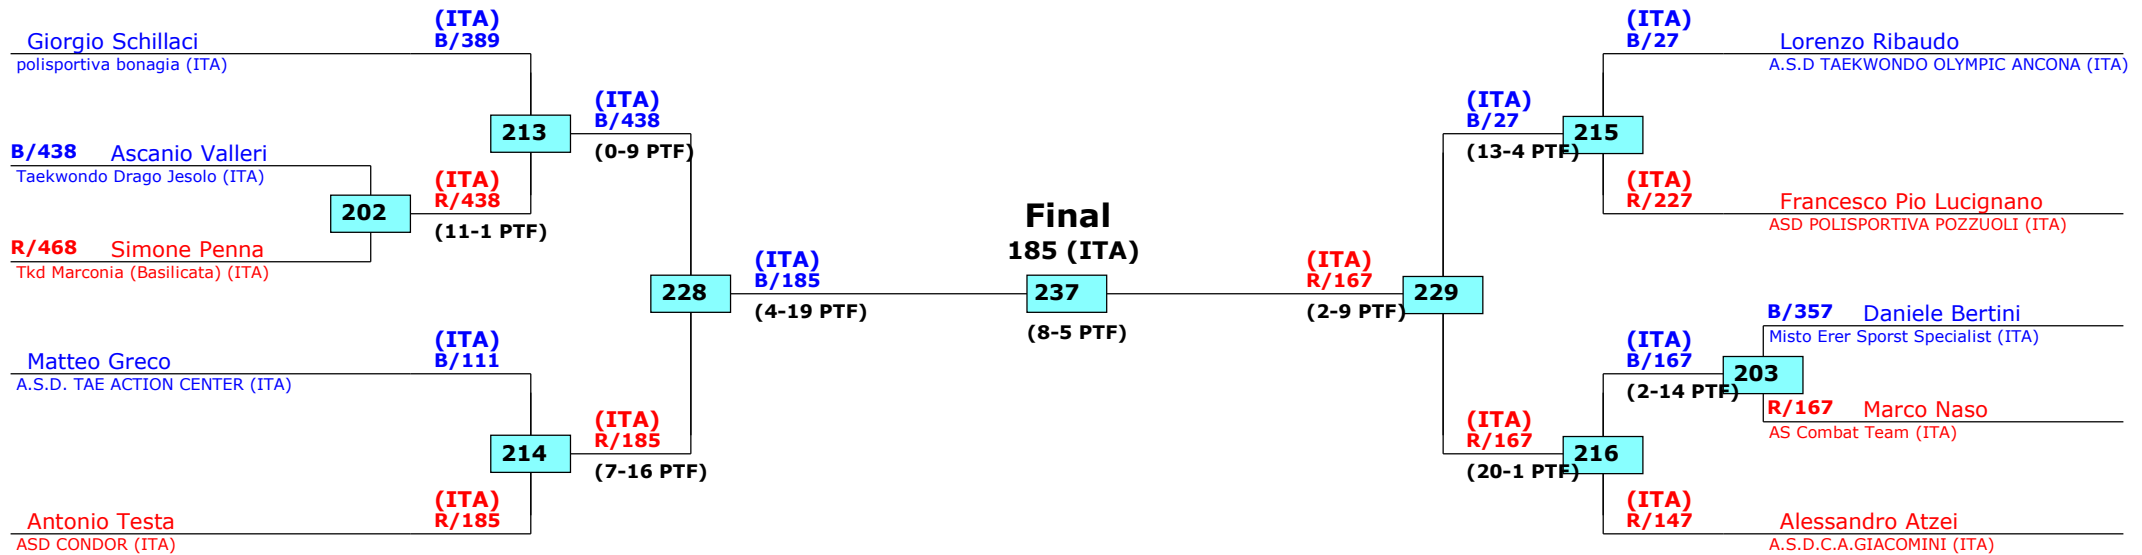 (ITA)
B/389
Giorgio Schillaci
polisportiva bonagia (ITA)
213
(ITA)
B/438
(0-9 PTF)
B/438 Ascanio Valleri
Taekwondo Drago Jesolo (ITA)
202
(ITA)
R/438
(11-1 PTF)
R/468 Simone Penna
Tkd Marconia (Basilicata) (ITA)
228
(ITA)
B/185
(4-19 PTF)
(ITA)
B/111
Matteo Greco
A.S.D. TAE ACTION CENTER (ITA)
214
(ITA)
R/185
(7-16 PTF)
(ITA)
R/185
Antonio Testa
ASD CONDOR (ITA)
Final
185 (ITA)
237
(8-5 PTF)
(ITA)
B/27
Lorenzo Ribaudo
A.S.D TAEKWONDO OLYMPIC ANCONA (ITA)
(ITA)
B/27
(13-4 PTF)
215
(ITA)
R/227
Francesco Pio Lucignano
ASD POLISPORTIVA POZZUOLI (ITA)
(ITA)
R/167
(2-9 PTF)
229
B/357 Daniele Bertini
Misto Erer Sporst Specialist (ITA)
(ITA)
B/167
(2-14 PTF)
203
R/167 Marco Naso
AS Combat Team (ITA)
(ITA)
R/167
(20-1 PTF)
216
(ITA)
R/147
Alessandro Atzei
A.S.D.C.A.GIACOMINI (ITA)